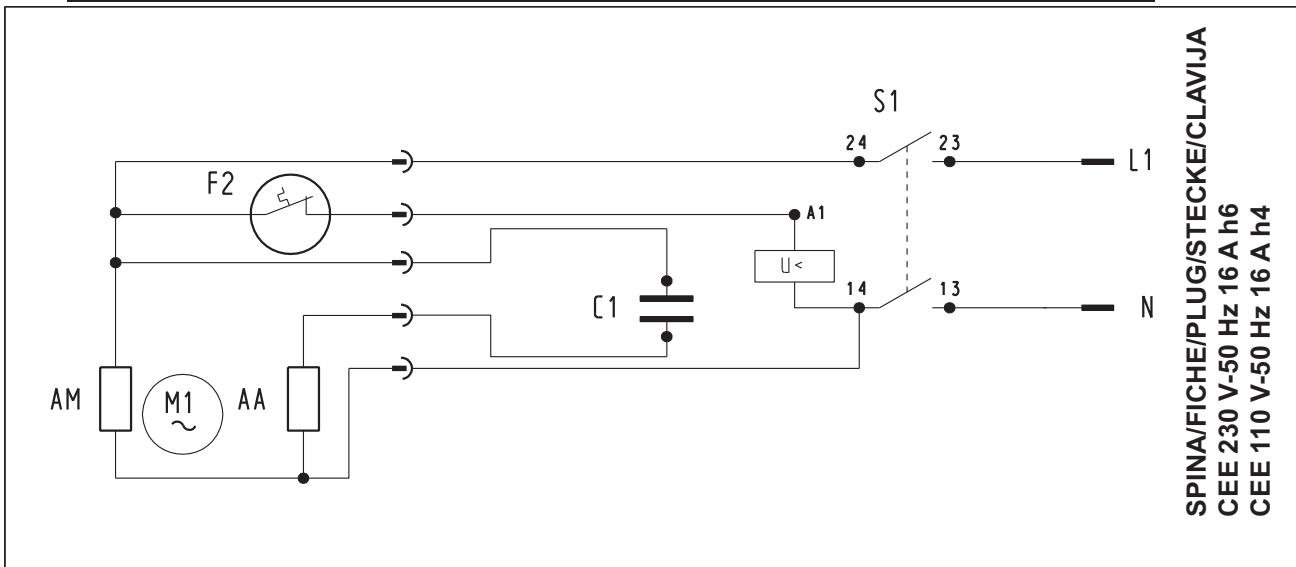 S1
24
23
L1
F2
A1
U<
14
13
N
C1
AM
M1
~
AA
SPINA/FICHE/PLUG/STECKE/CLAVIJA
CEE 230 V-50 Hz 16 A h6
CEE 110 V-50 Hz 16 A h4